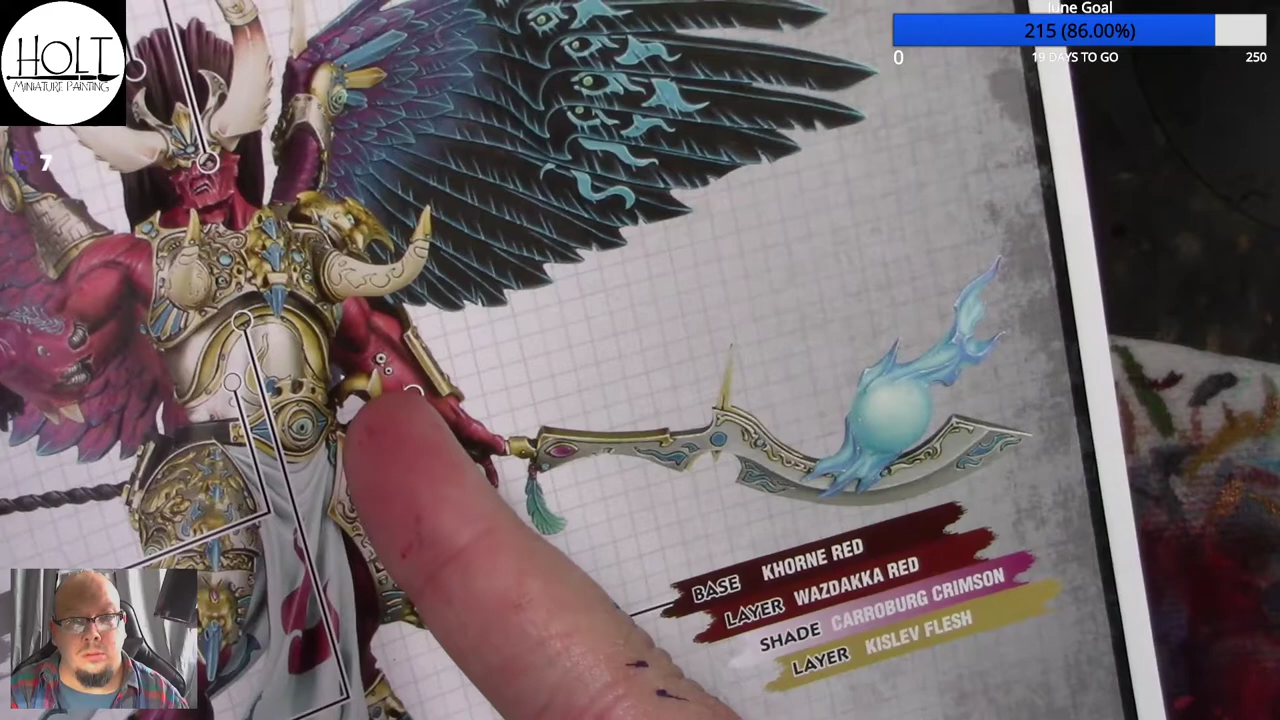 HOLT
MINIATURE PAINTING
7
June Goal
215 (86.00%)
0
19 DAYS TO GO
250
BASE KHORNE RED
LAYER WAZDAKKA RED
SHADE CARROBURG CRIMSON
LAYER KISLEV FLESH